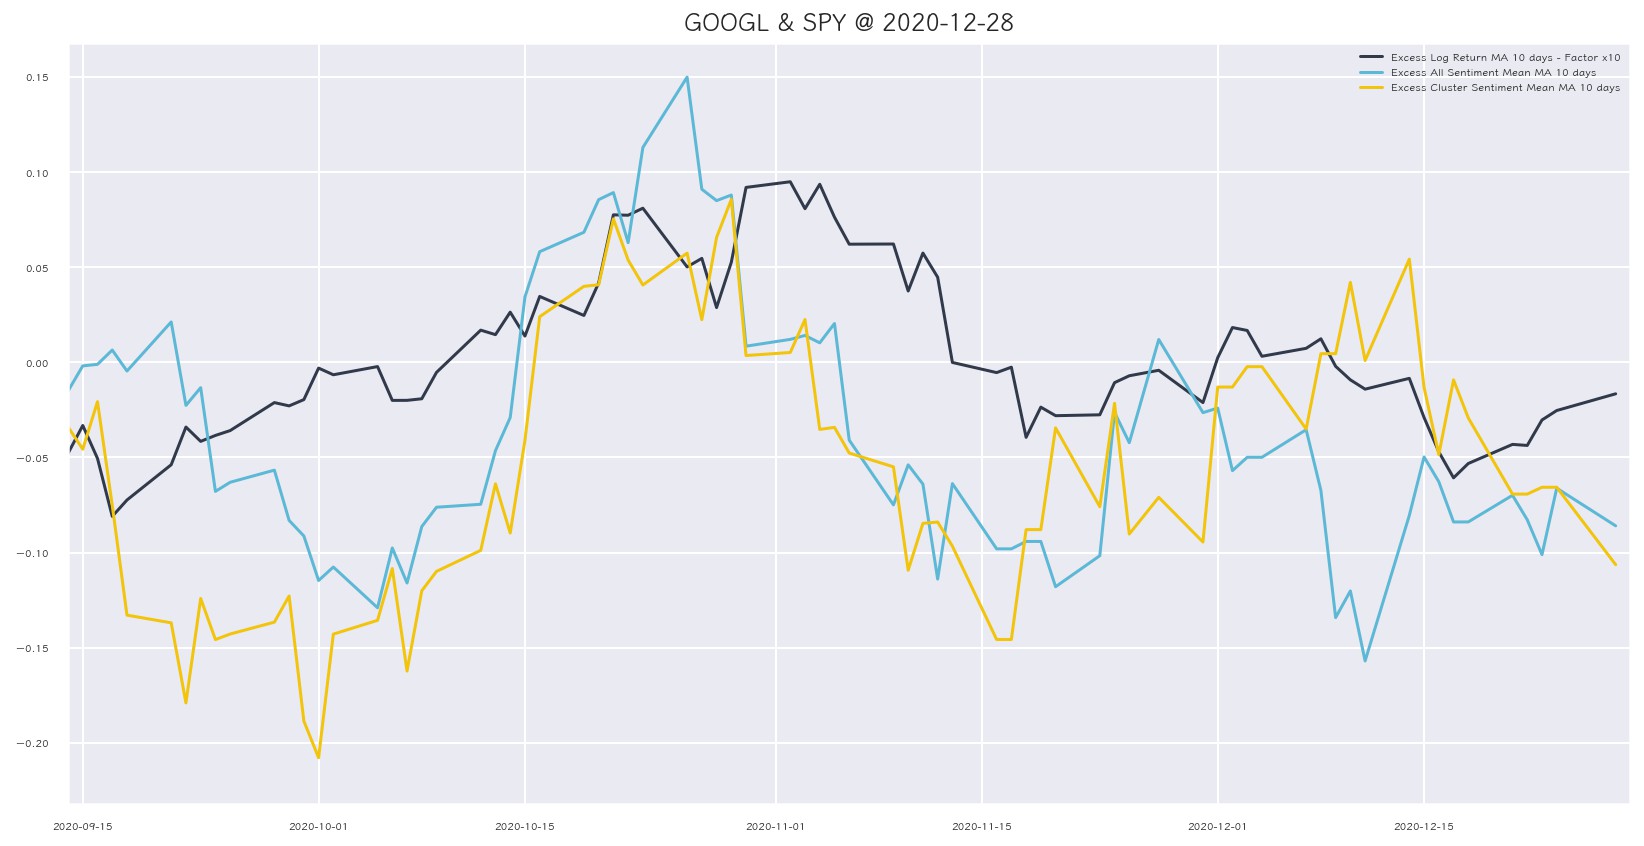 GOOGL & SPY @ 2020-12-28
Excess Log Return MA 10 days - Factor x10
Excess All Sentiment Mean MA 10 days
Excess Cluster Sentiment Mean MA 10 days
0.15
0.10
0.05
0.00
−0.05
−0.10
−0.15
−0.20
2020-09-15 2020-10-01 2020-10-15 2020-11-01 2020-11-15 2020-12-01 2020-12-15